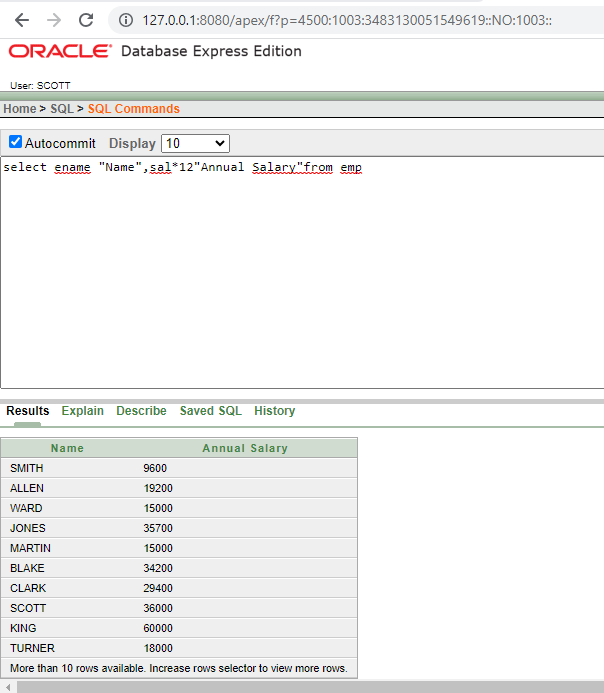 127.0.0.1:8080/apex/f?p=4500:1003:3483130051549619::NO:1003::
ORACLE® Database Express Edition
User: SCOTT
Home > SQL > SQL Commands
Autocommit Display 10
select ename "Name",sal*12"Annual Salary"from emp
Results Explain Describe Saved SQL History
Name Annual Salary
SMITH 9600
ALLEN 19200
WARD 15000
JONES 35700
MARTIN 15000
BLAKE 34200
CLARK 29400
SCOTT 36000
KING 60000
TURNER 18000
More than 10 rows available. Increase rows selector to view more rows.